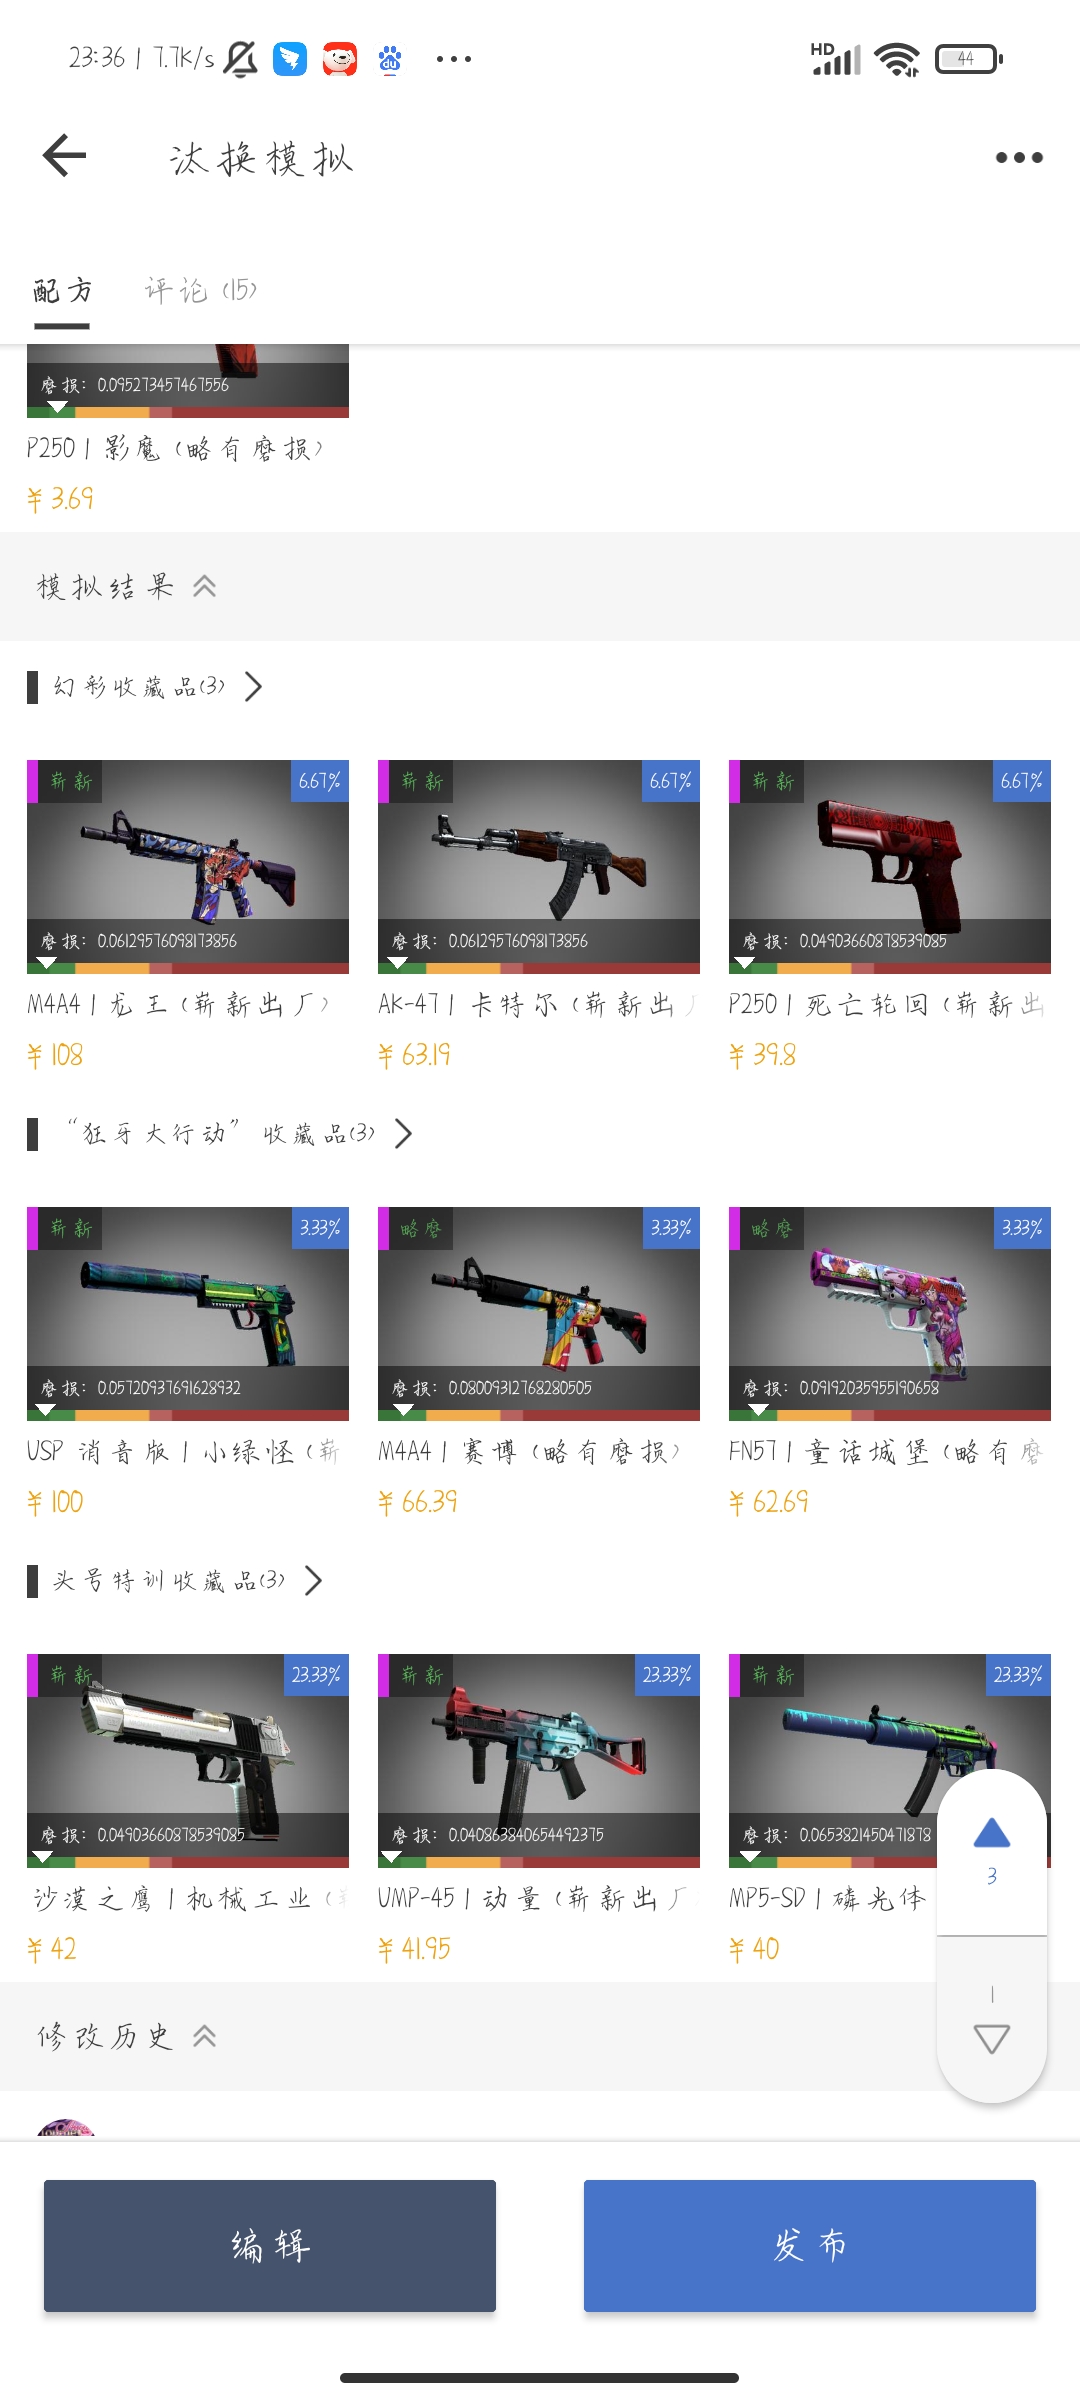 23:36 | 7.7K/s
HD
44
汰换模拟
配方
评论 (15)
磨损: 0.095273457467556
P250 | 影魔 (略有磨损)
¥ 3.69
模拟结果
幻彩收藏品(3)
崭新 6.67%
崭新 6.67%
崭新 6.67%
磨损: 0.06129576098173856
磨损: 0.06129576098173856
磨损: 0.04903660878539085
M4A4 | 龙王 (崭新出厂)
AK-47 | 卡特尔 (崭新出厂
P250 | 死亡轮回 (崭新出
¥ 108
¥ 63.19
¥ 39.8
“狂牙大行动” 收藏品(3)
崭新 3.33%
略磨 3.33%
略磨 3.33%
磨损: 0.05720937691628932
磨损: 0.08009312768280505
磨损: 0.09192035955190658
USP 消音版 | 小绿怪 (崭
M4A4 | 赛博 (略有磨损)
FN57 | 童话城堡 (略有磨
¥ 100
¥ 66.39
¥ 62.69
头号特训收藏品(3)
崭新 23.33%
崭新 23.33%
崭新 23.33%
磨损: 0.04903660878539085
磨损: 0.040863840654492375
磨损: 0.0653821450471878
沙漠之鹰 | 机械工业 (崭
UMP-45 | 动量 (崭新出厂
MP5-SD | 磷光体
¥ 42
¥ 41.95
¥ 40
3
1
修改历史
编辑
发布